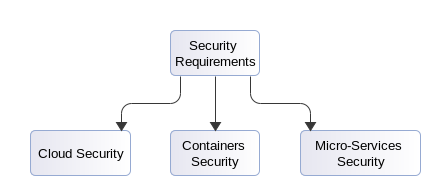 Security
Requirements
Cloud Security
Containers
Security
Micro-Services
Security